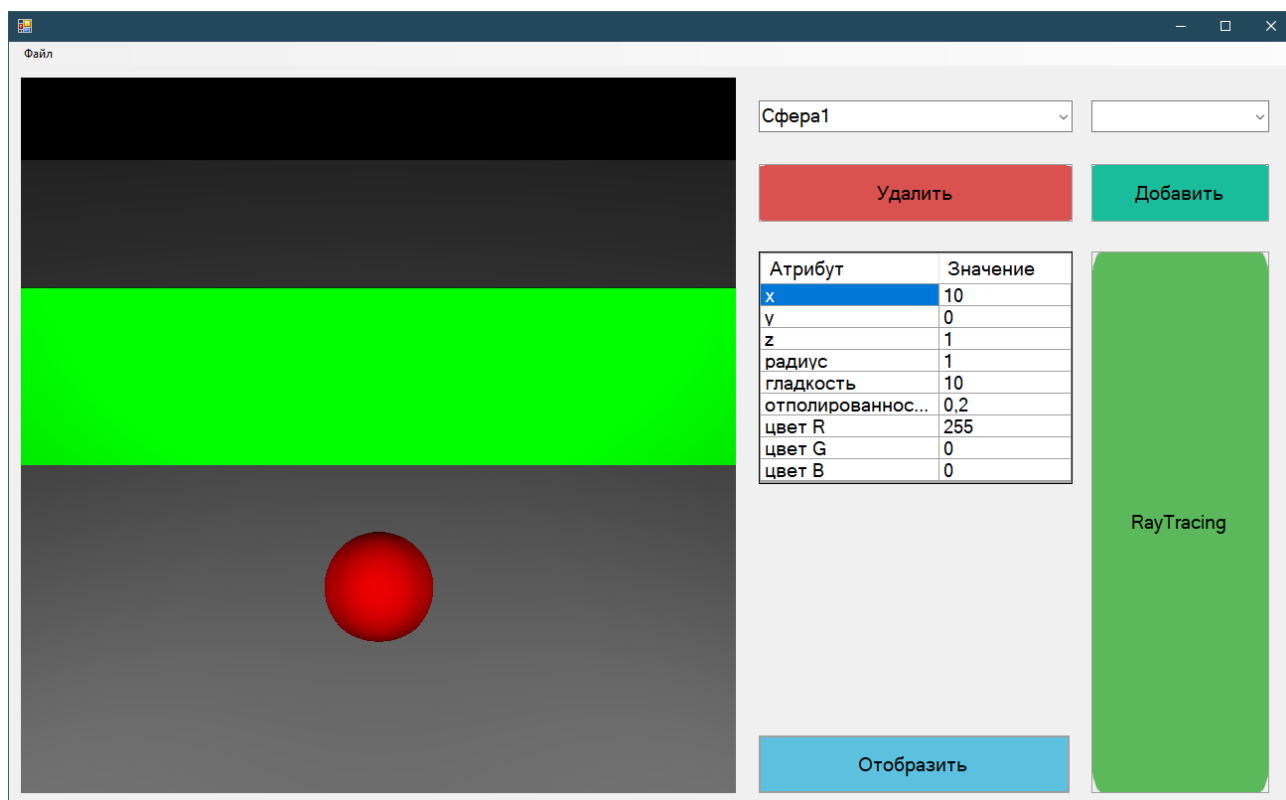 Файл
Сфера1
Удалить
Добавить
Атрибут Значение
x 10
y 0
z 1
радиус 1
гладкость 10
отполированнос... 0,2
цвет R 255
цвет G 0
цвет B 0
RayTracing
Отобразить